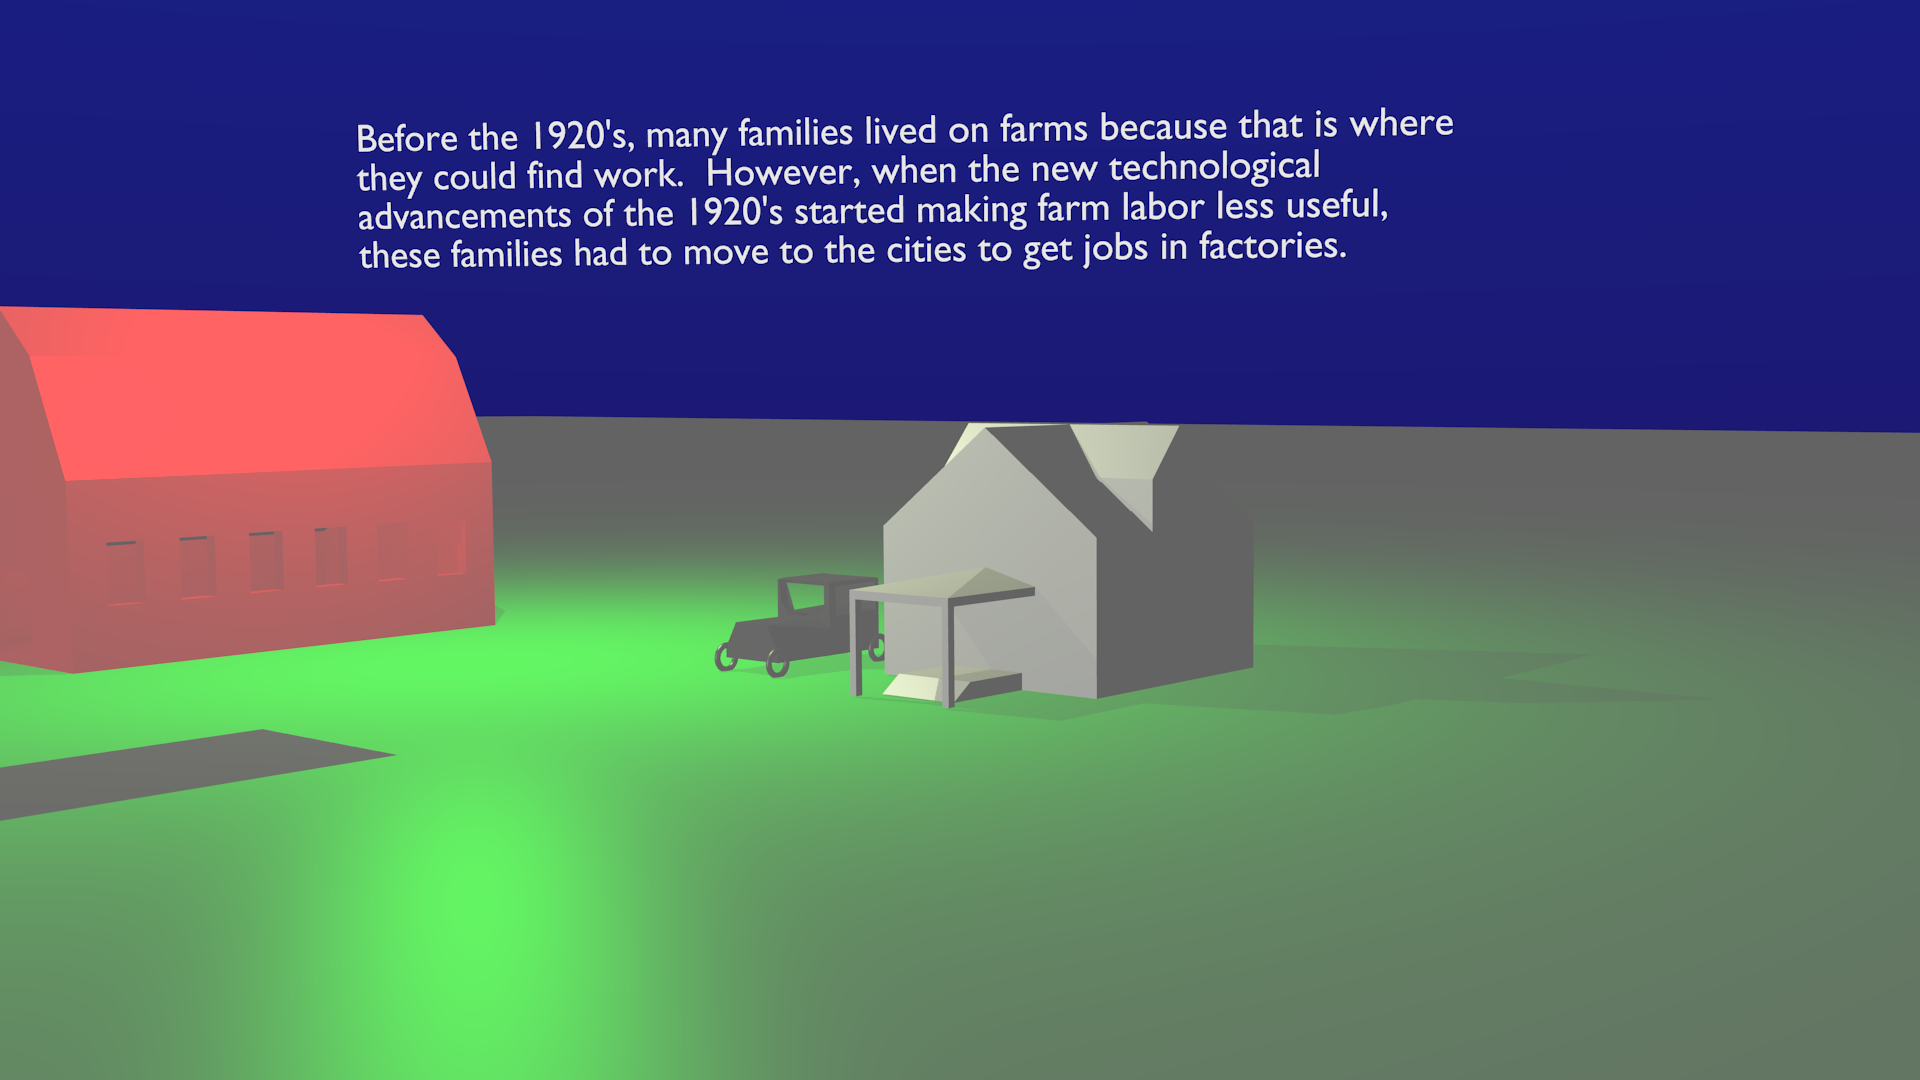 Before the 1920's, many families lived on farms because that is where
they could find work.  However, when the new technological
advancements of the 1920's started making farm labor less useful,
these families had to move to the cities to get jobs in factories.